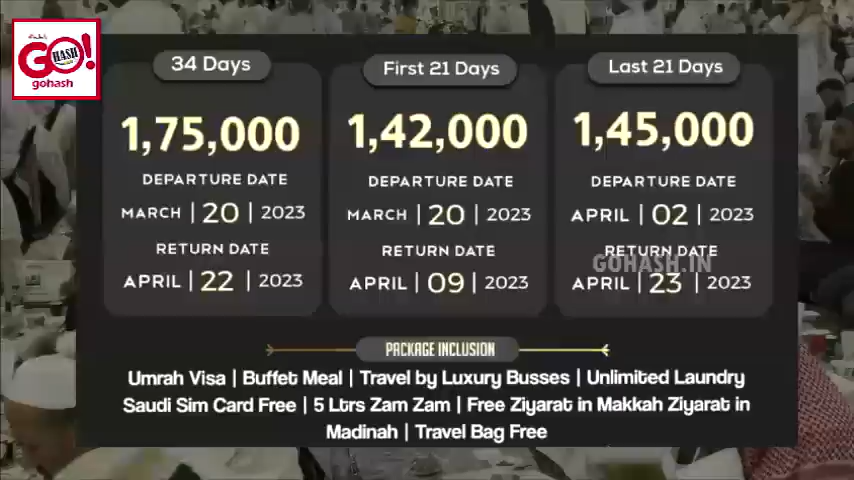 GO!
HASH
gohash
34 Days
1,75,000
DEPARTURE DATE
MARCH | 20 | 2023
RETURN DATE
APRIL | 22 | 2023
First 21 Days
1,42,000
DEPARTURE DATE
MARCH | 20 | 2023
RETURN DATE
APRIL | 09 | 2023
Last 21 Days
1,45,000
DEPARTURE DATE
APRIL | 02 | 2023
RETURN DATE
GOHASH.IN
APRIL | 23 | 2023
PACKAGE INCLUSION
Umrah Visa | Buffet Meal | Travel by Luxury Busses | Unlimited Laundry
Saudi Sim Card Free | 5 Ltrs Zam Zam | Free Ziyarat in Makkah Ziyarat in
Madinah | Travel Bag Free